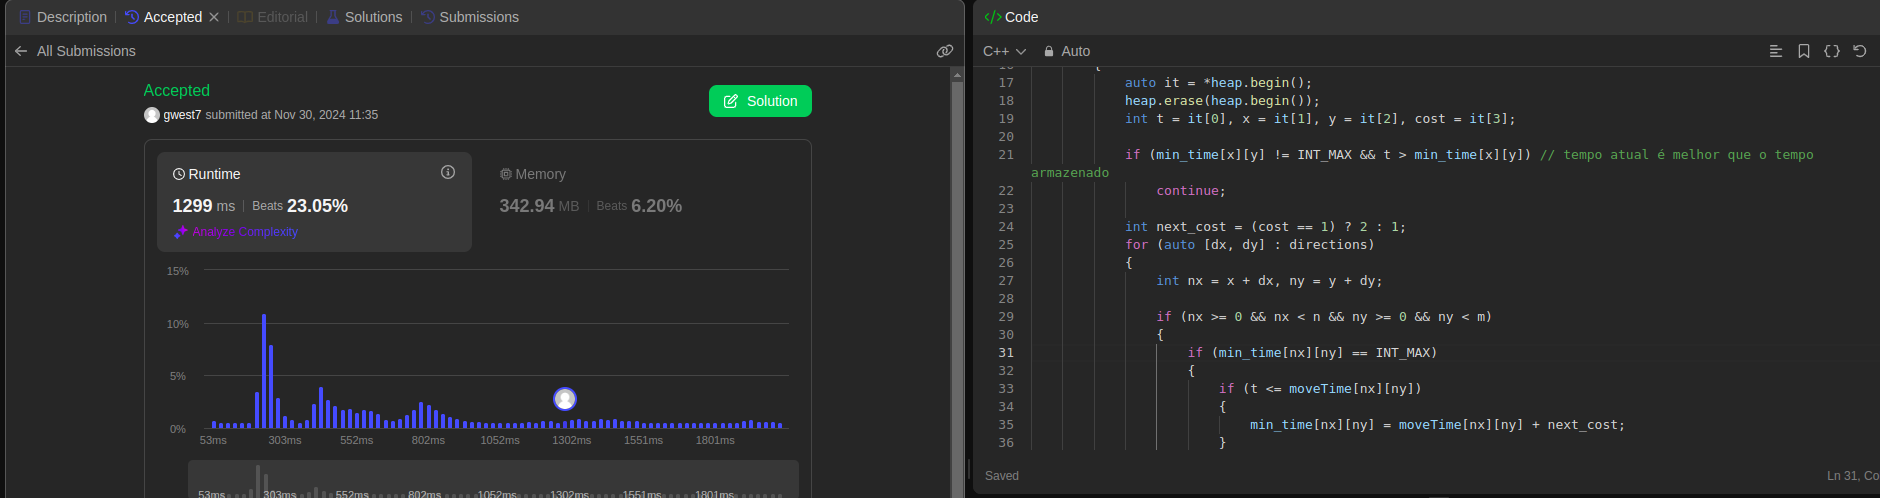 Description | Accepted | Editorial | Solutions | Submissions
All Submissions
Accepted
gwest7 submitted at Nov 30, 2024 11:35
Solution
Runtime
1299 ms | Beats 23.05%
Analyze Complexity
Memory
342.94 MB | Beats 6.20%
15%
10%
5%
0%
53ms 303ms 552ms 802ms 1052ms 1302ms 1551ms 1801ms
53ms 303ms 552ms 802ms 1052ms 1302ms 1551ms 1801ms
</> Code
C++ Auto
16 {
17 auto it = *heap.begin();
18 heap.erase(heap.begin());
19 int t = it[0], x = it[1], y = it[2], cost = it[3];
20
21 if (min_time[x][y] != INT_MAX && t > min_time[x][y]) // tempo atual é melhor que o tempo
armazenado
22 continue;
23
24 int next_cost = (cost == 1) ? 2 : 1;
25 for (auto [dx, dy] : directions)
26 {
27 int nx = x + dx, ny = y + dy;
28
29 if (nx >= 0 && nx < n && ny >= 0 && ny < m)
30 {
31 if (min_time[nx][ny] == INT_MAX)
32 {
33 if (t <= moveTime[nx][ny])
34 {
35 min_time[nx][ny] = moveTime[nx][ny] + next_cost;
36 }
Saved
Ln 31, Co